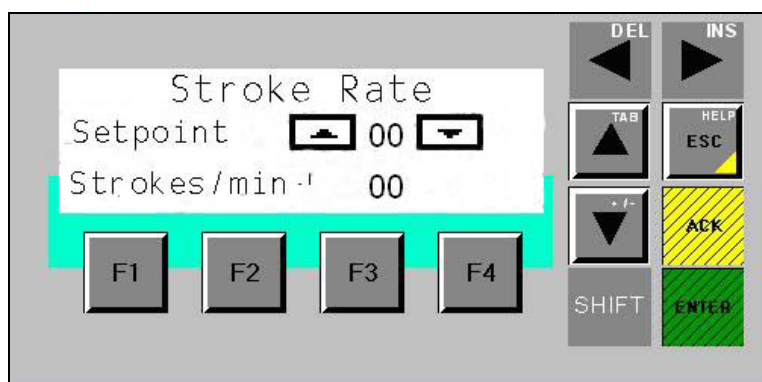 DEL INS
Stroke Rate
TAB HELP
ESC
Setpoint 00
Strokes/min-1 00
+/-
ACK
F1 F2 F3 F4
SHIFT ENTER